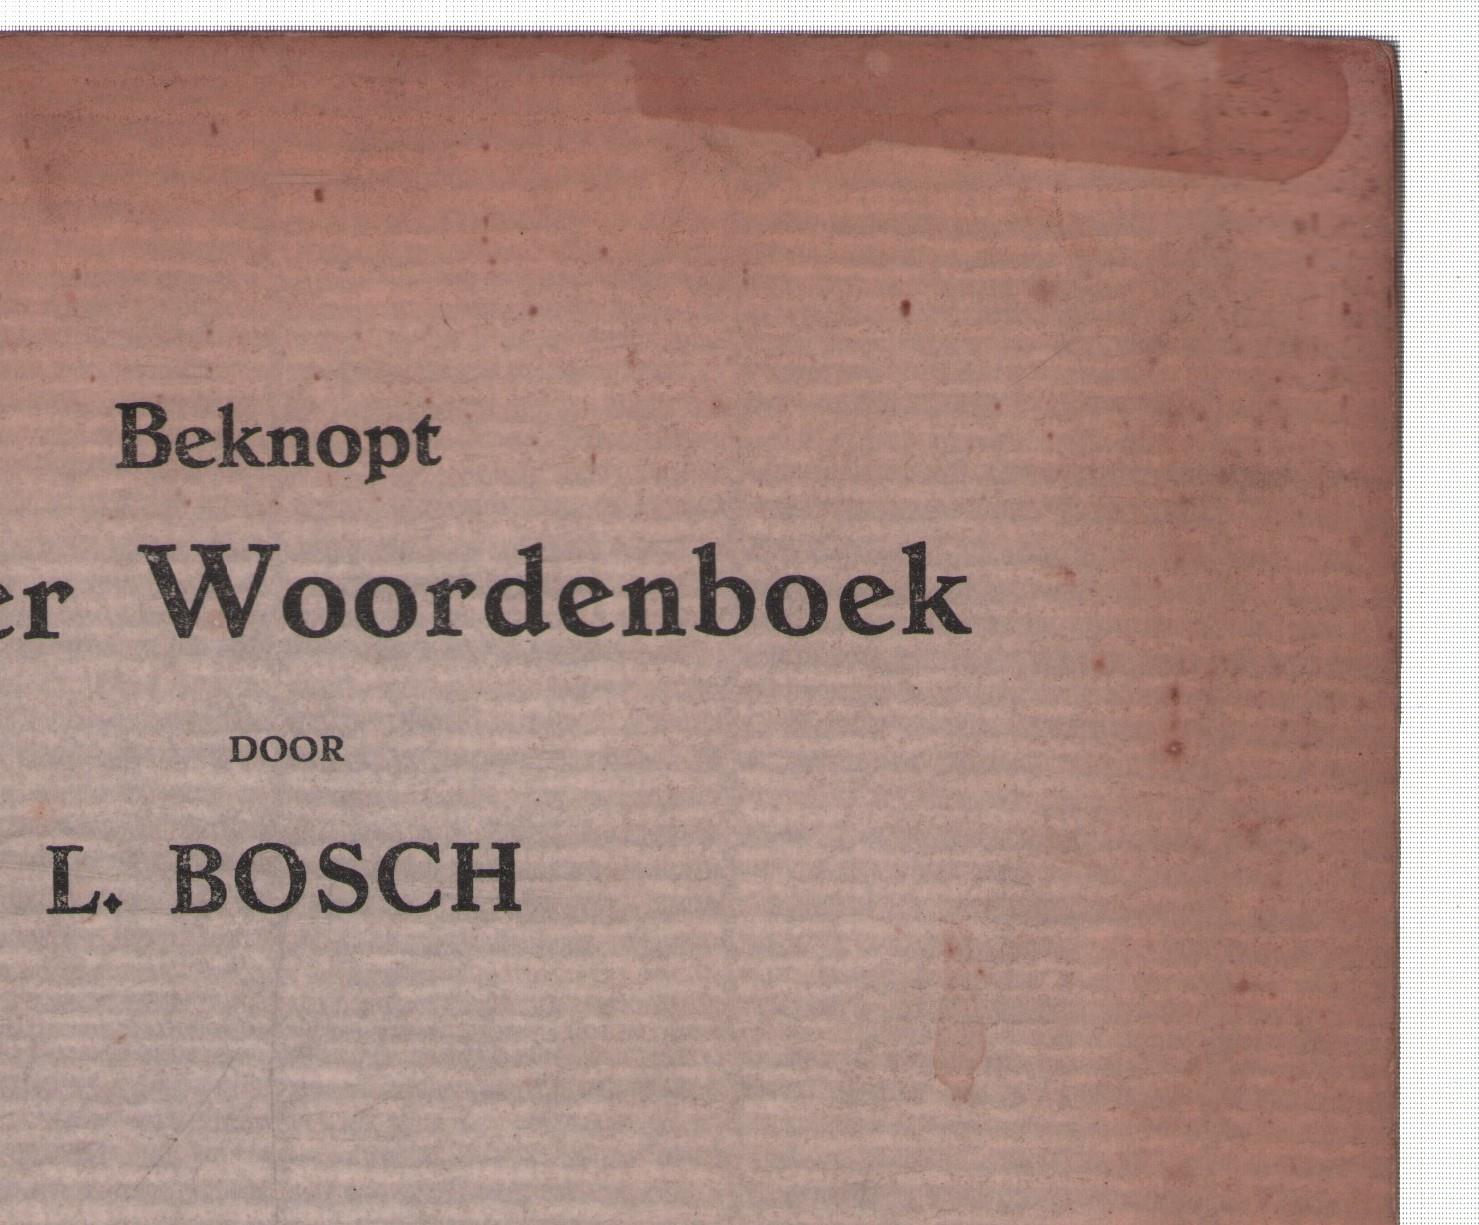 Beknopt
er Woordenboek
DOOR
L. BOSCH